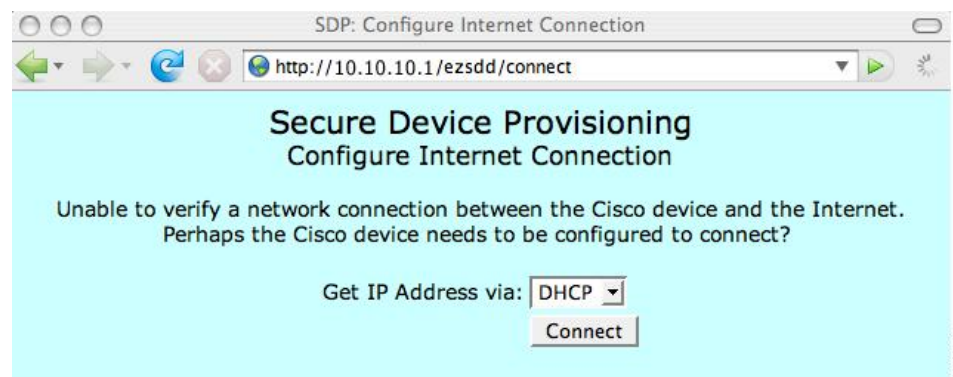 SDP: Configure Internet Connection
http://10.10.10.1/ezsdd/connect
Secure Device Provisioning
Configure Internet Connection
Unable to verify a network connection between the Cisco device and the Internet.
Perhaps the Cisco device needs to be configured to connect?
Get IP Address via: DHCP
Connect